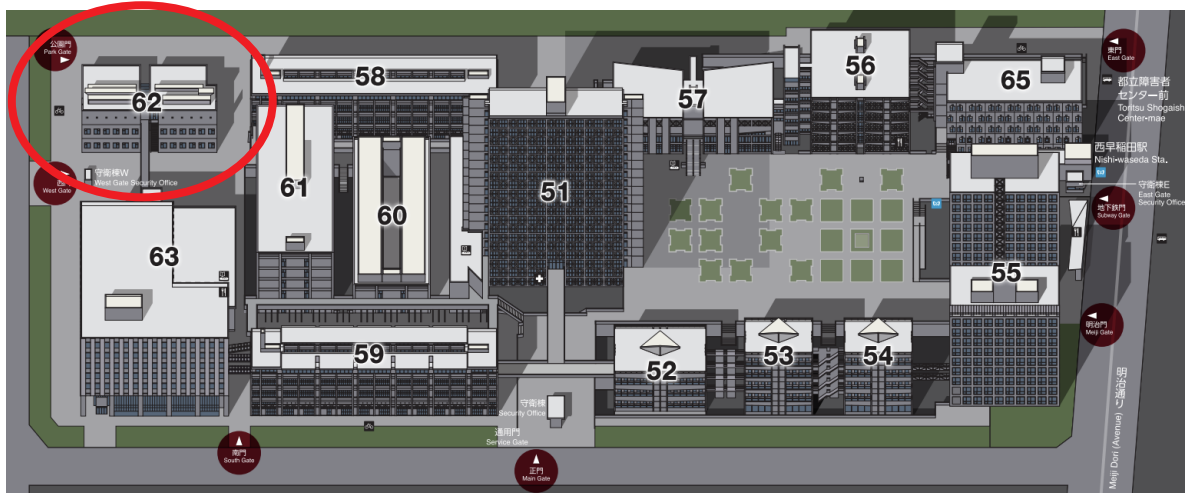 公園門
Park Gate
62
58
57
56
65
東門
East Gate
都立障害者
センター前
Toritsu Shogaish
Center-mae
西早稲田駅
Nishi-waseda Sta.
守衛棟W
West Gate Security Office
西門
West Gate
61
60
51
守衛棟E
East Gate
Security Office
地下鉄門
Subway Gate
63
55
明治門
Meiji Gate
59
52
53
54
明治通り
Meiji Dori (Avenue)
守衛棟
Security Office
通用門
Service Gate
南門
South Gate
正門
Main Gate